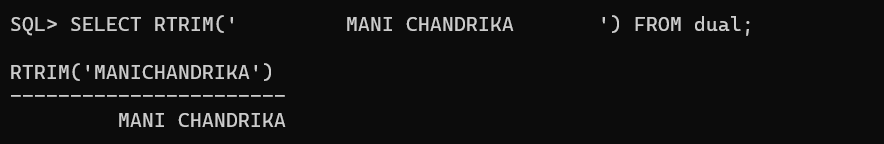 SQL> SELECT RTRIM('         MANI CHANDRIKA       ') FROM dual;
RTRIM('MANICHANDRIKA')
-----------------------
         MANI CHANDRIKA